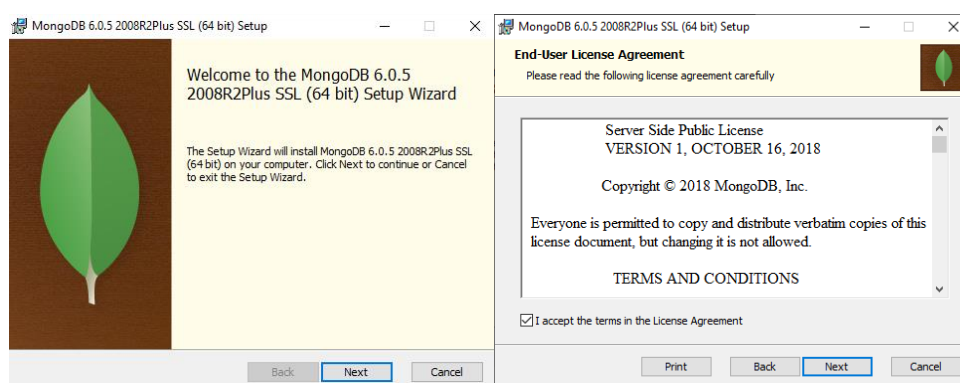 MongoDB 6.0.5 2008R2Plus SSL (64 bit) Setup
Welcome to the MongoDB 6.0.5
2008R2Plus SSL (64 bit) Setup Wizard
The Setup Wizard will install MongoDB 6.0.5 2008R2Plus SSL
(64 bit) on your computer. Click Next to continue or Cancel
to exit the Setup Wizard.
Back
Next
Cancel
MongoDB 6.0.5 2008R2Plus SSL (64 bit) Setup
End-User License Agreement
Please read the following license agreement carefully
Server Side Public License
VERSION 1, OCTOBER 16, 2018
Copyright © 2018 MongoDB, Inc.
Everyone is permitted to copy and distribute verbatim copies of this
license document, but changing it is not allowed.
TERMS AND CONDITIONS
I accept the terms in the License Agreement
Print
Back
Next
Cancel